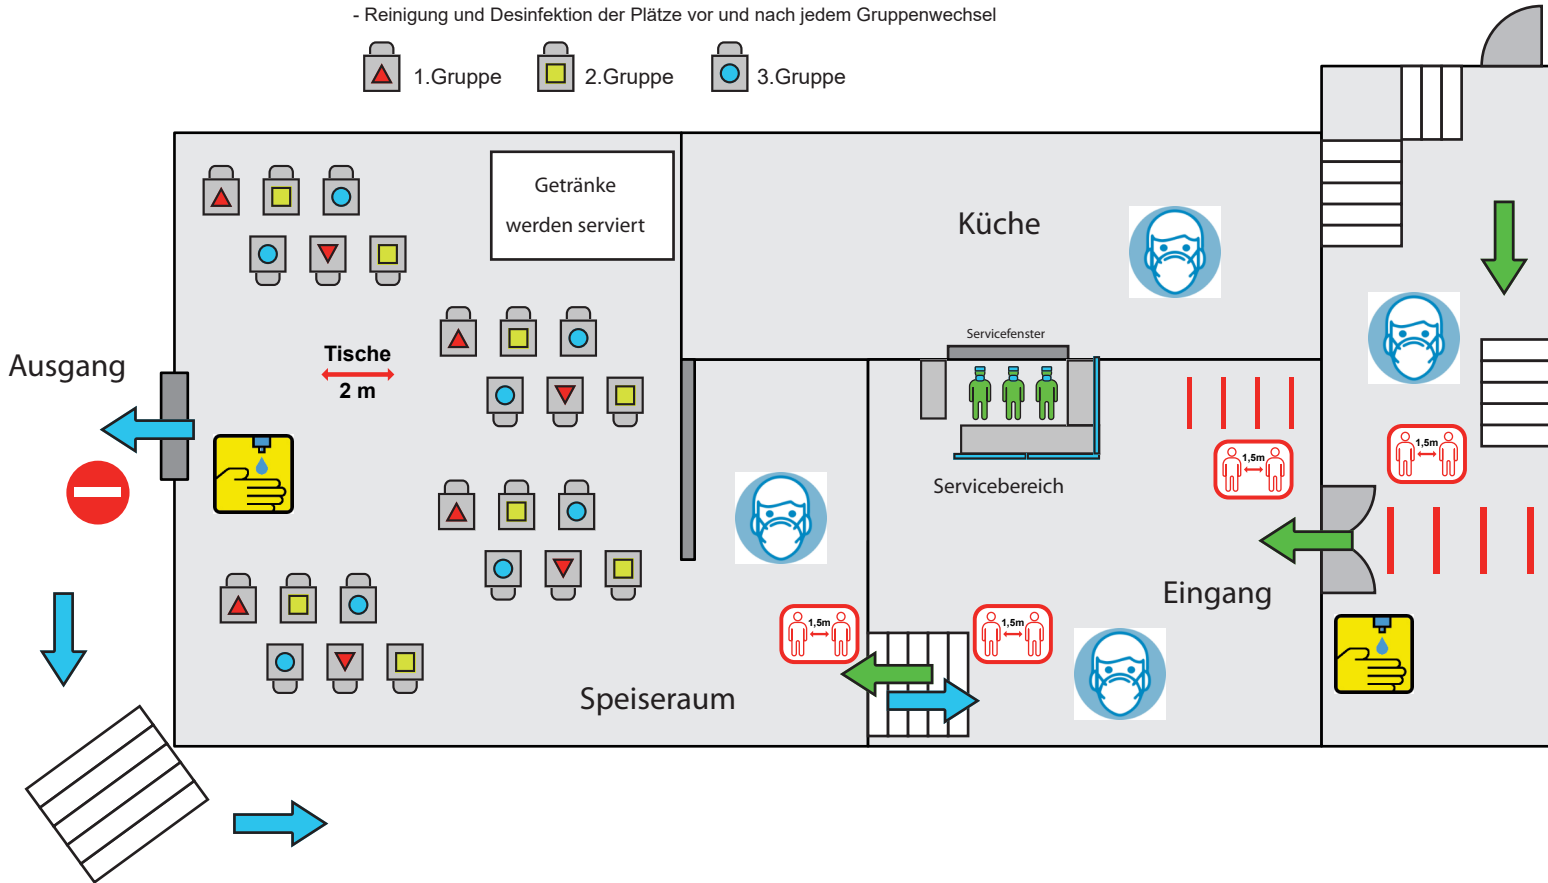 - Reinigung und Desinfektion der Plätze vor und nach jedem Gruppenwechsel
1.Gruppe
2.Gruppe
3.Gruppe
Getränke
werden serviert
Küche
Servicefenster
Ausgang
Tische
2 m
1,5m
1,5m
Servicebereich
Eingang
1,5m
1,5m
Speiseraum